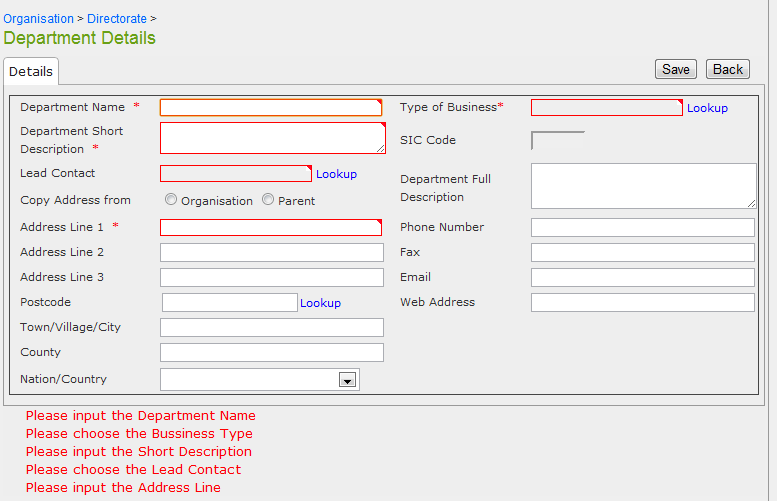 Organisation > Directorate >
Department Details
Details
Save Back
Department Name *
Type of Business*
Lookup
Department Short
Description *
SIC Code
Lead Contact
Lookup
Department Full
Description
Copy Address from
Organisation
Parent
Address Line 1 *
Phone Number
Address Line 2
Fax
Address Line 3
Email
Postcode
Lookup
Web Address
Town/Village/City
County
Nation/Country
Please input the Department Name
Please choose the Bussiness Type
Please input the Short Description
Please choose the Lead Contact
Please input the Address Line